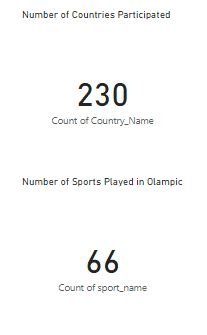 Number of Countries Participated
230
Count of Country_Name
Number of Sports Played in Olampic
66
Count of sport_name